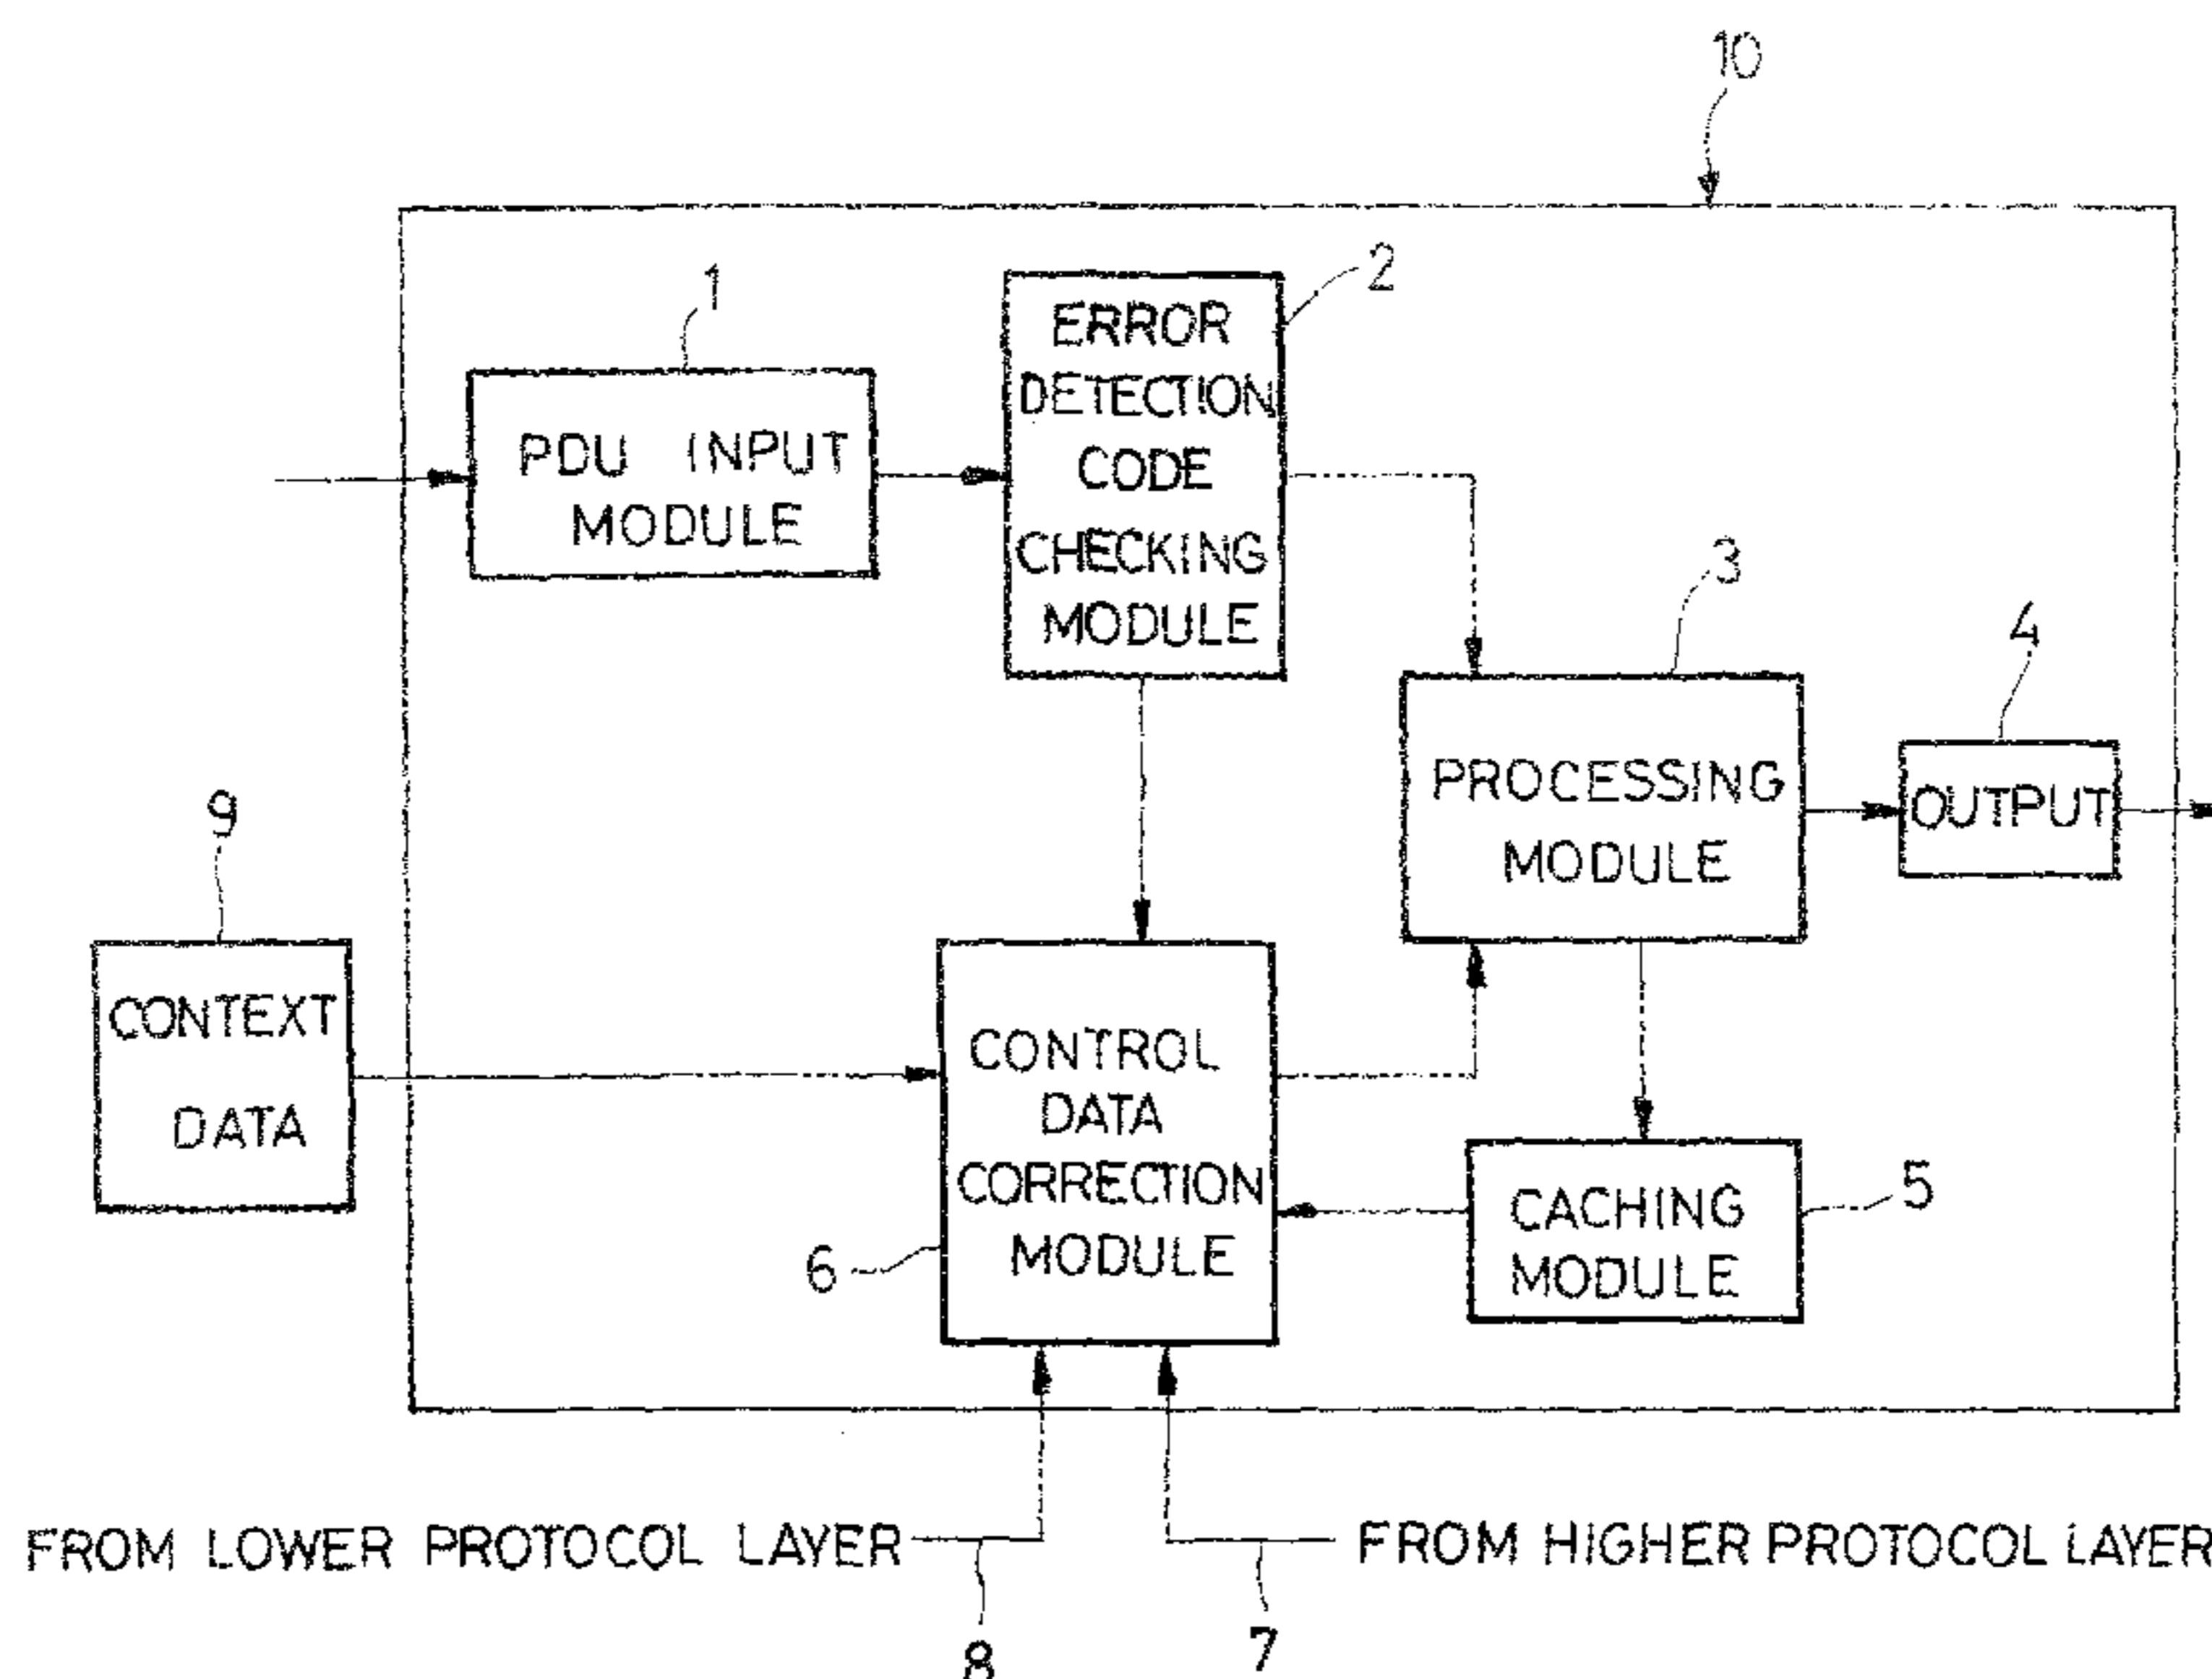 10
1
2
ERROR
DETECTION
CODE
CHECKING
MODULE
PDU INPUT
MODULE
3
4
PROCESSING
MODULE
OUTPUT
9
CONTEXT
DATA
CONTROL
DATA
CORRECTION
MODULE
6
CACHING
MODULE
5
FROM LOWER PROTOCOL LAYER
FROM HIGHER PROTOCOL LAYER
8
7